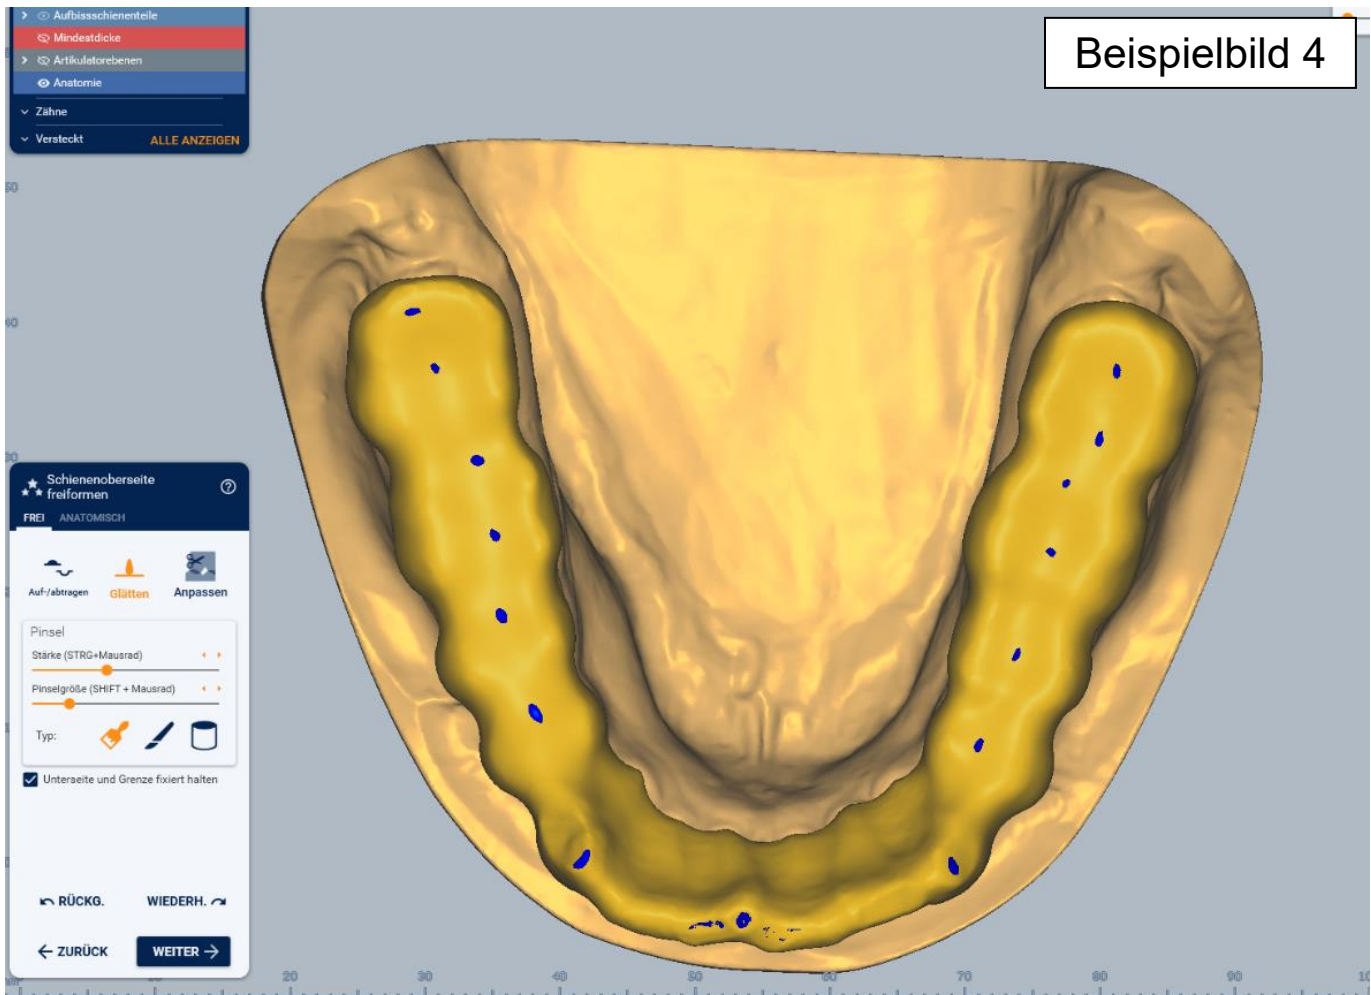 Aufbissschienenteile
Mindestdicke
Artikulatorebenen
Anatomie
Zähne
Versteckt ALLE ANZEIGEN
Beispielbild 4
Schienenoberseite
freiformen
FREI ANATOMISCH
Auf-/abtragen Glätten Anpassen
Pinsel
Stärke (STRG+Mausrad)
Pinselgröße (SHIFT + Mausrad)
Typ:
Unterseite und Grenze fixiert halten
RÜCKG. WIEDERH.
ZURÜCK WEITER
20 30 40 50 60 70 80 90